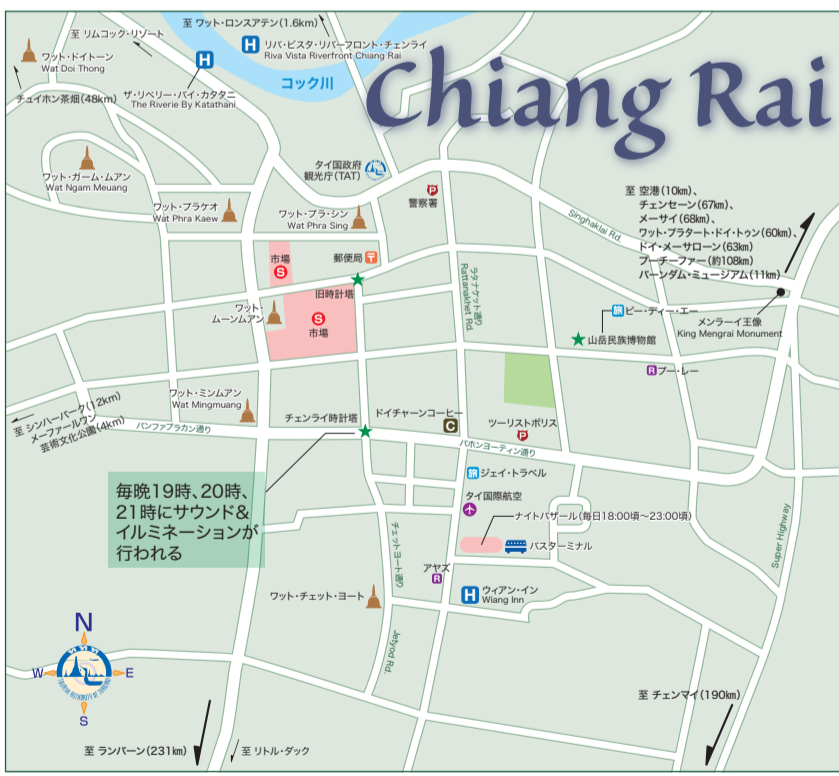 Chiang Rai
至 ワット・ロンスアテン(1.6km)
至 リムコック・リゾート
リバ・ビスタ・リバーフロント・チェンライ
Riva Vista Riverfront Chiang Rai
H
H
ワット・ドイトーン
Wat Doi Thong
コック川
ザ・リベリー・バイ・カタタニ
The Riverie By Katathani
チュイホン茶畑(48km)
タイ国政府
観光庁(TAT)
ワット・ガーム・ムアン
Wat Ngam Meuang
警察署
P
至 空港(10km)、
チェンセーン(67km)、
メーサイ(68km)、
ワット・プラタート・ドイ・トゥン(60km)、
ドイ・メーサローン(63km)
プーチーファー(約108km)
バーンダム・ミュージアム(11km)
ワット・プラケオ
Wat Phra Kaew
ワット・プラ・シン
Wat Phra Sing
Singhaklai Rd.
市場
S
郵便局
〒
旧時計塔
ラタナケット通り
Rattanakhet Rd.
ワット・
ムーンムアン
S
市場
旅
ピー・ディー・エー
山岳民族博物館
メンラーイ王像
King Mengrai Monument
R
プー・レー
ワット・ミンムアン
Wat Mingmuang
至 シンハーパーク(12km)
メーファールワン
芸術文化公園(4km)
バンファプラカン通り
チェンライ時計塔
ドイチャーンコーヒー
C
ツーリストポリス
P
パホンヨーティン通り
毎晩19時、20時、
21時にサウンド&
イルミネーションが
行われる
旅
ジェイ・トラベル
タイ国際航空
ナイトバザール(毎日18:00頃～23:00頃)
バスターミナル
Super Highway
チェットヨート通り
アヤズ
R
H
ウィアン・イン
Wiang Inn
ワット・チェット・ヨート
Jetyod Rd.
N
W
E
S
ททท
TOURISM AUTHORITY OF THAILAND
至 チェンマイ(190km)
至 ランパーン(231km)
至 リトル・ダック